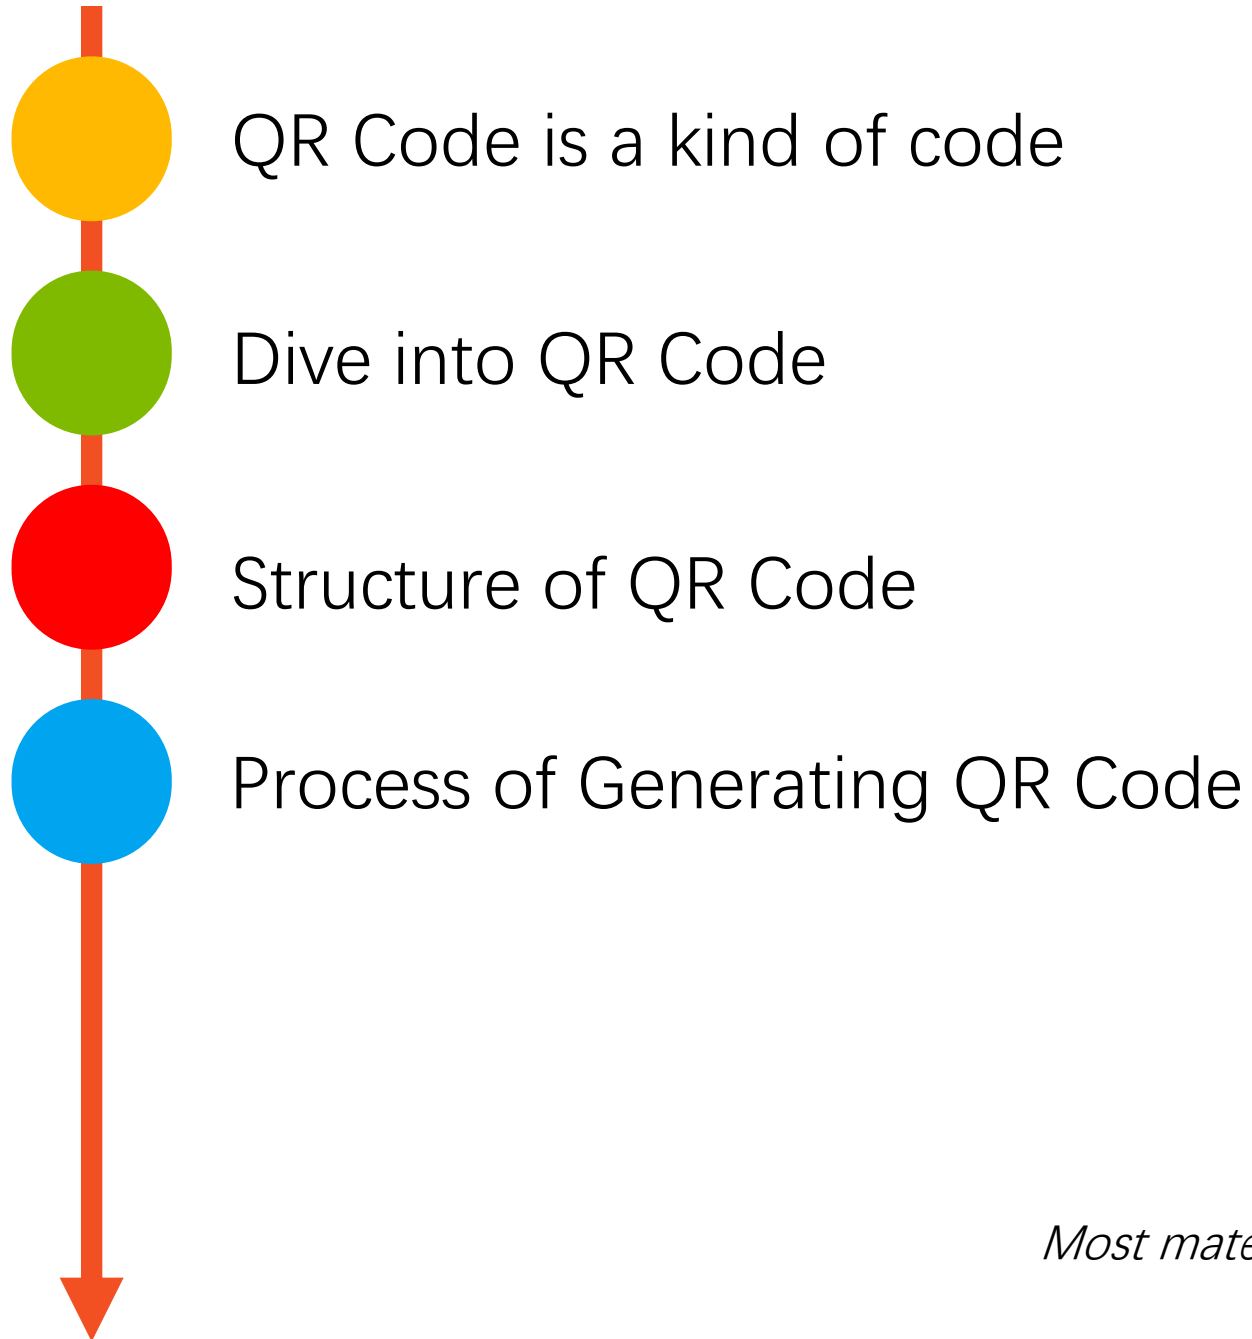 QR Code is a kind of code
Dive into QR Code
Structure of QR Code
Process of Generating QR Code
Most